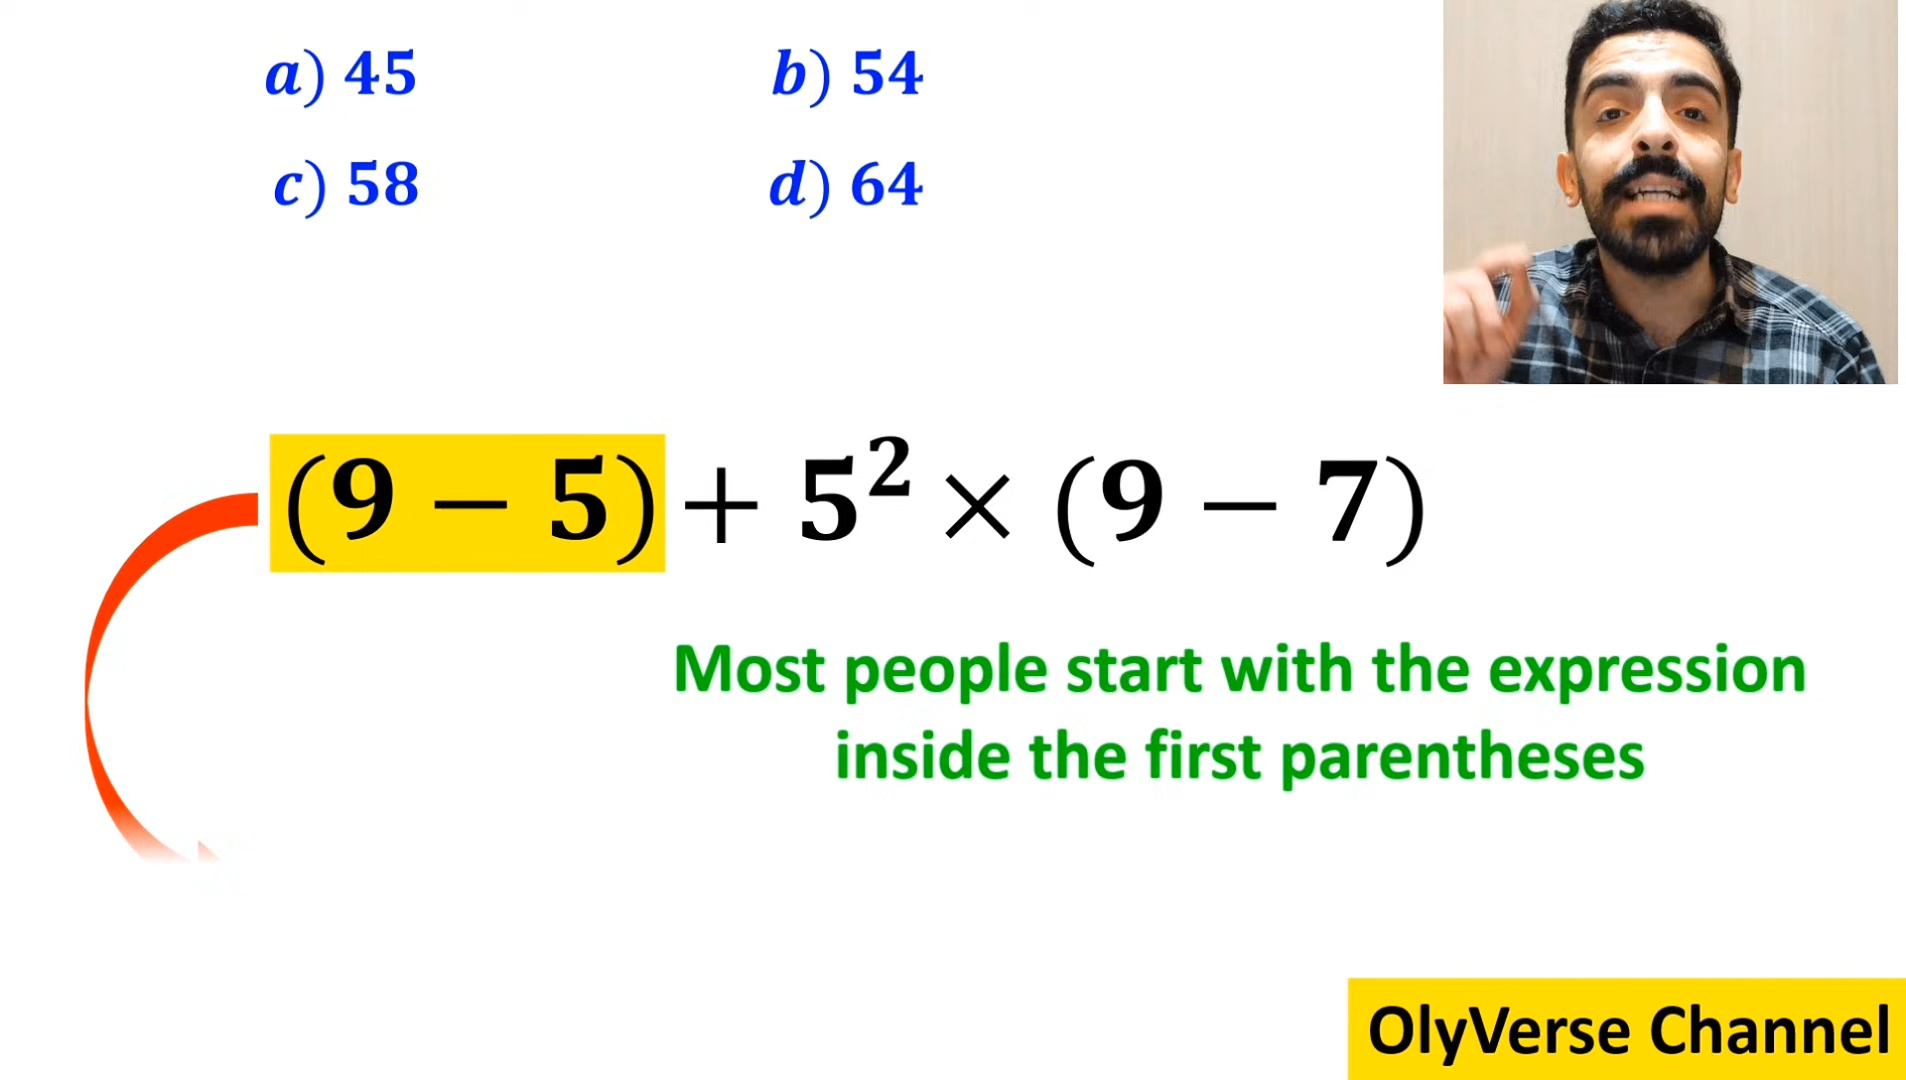 a) 45 b) 54
c) 58 d) 64
(9 − 5) + 5² × (9 − 7)
Most people start with the expression
inside the first parentheses
OlyVerse Channel